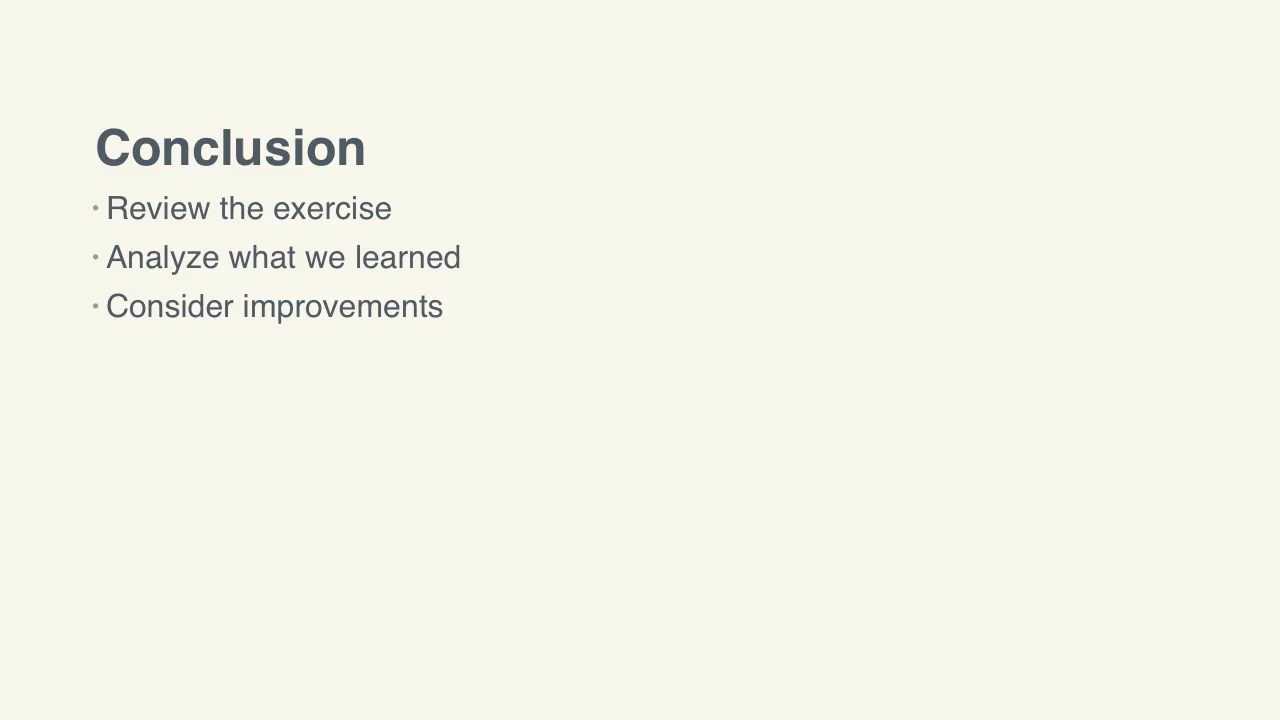 Conclusion
• Review the exercise
• Analyze what we learned
• Consider improvements